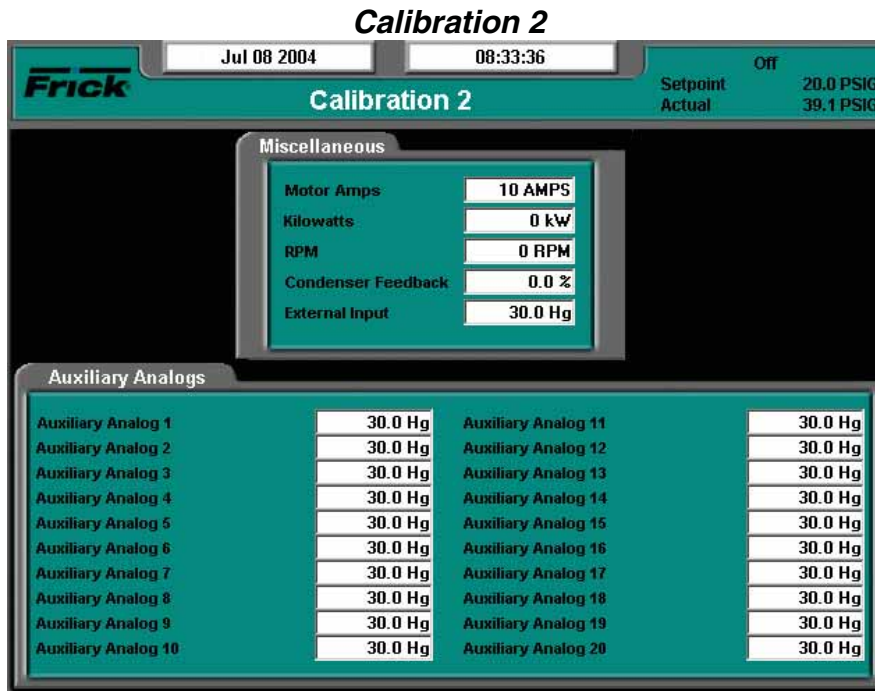 Calibration 2
Jul 08 2004 08:33:36 Off
Frick Calibration 2 Setpoint 20.0 PSIG
Actual 39.1 PSIG
Miscellaneous
Motor Amps 10 AMPS
Kilowatts 0 kW
RPM 0 RPM
Condenser Feedback 0.0 %
External Input 30.0 Hg
Auxiliary Analogs
Auxiliary Analog 1 30.0 Hg Auxiliary Analog 11 30.0 Hg
Auxiliary Analog 2 30.0 Hg Auxiliary Analog 12 30.0 Hg
Auxiliary Analog 3 30.0 Hg Auxiliary Analog 13 30.0 Hg
Auxiliary Analog 4 30.0 Hg Auxiliary Analog 14 30.0 Hg
Auxiliary Analog 5 30.0 Hg Auxiliary Analog 15 30.0 Hg
Auxiliary Analog 6 30.0 Hg Auxiliary Analog 16 30.0 Hg
Auxiliary Analog 7 30.0 Hg Auxiliary Analog 17 30.0 Hg
Auxiliary Analog 8 30.0 Hg Auxiliary Analog 18 30.0 Hg
Auxiliary Analog 9 30.0 Hg Auxiliary Analog 19 30.0 Hg
Auxiliary Analog 10 30.0 Hg Auxiliary Analog 20 30.0 Hg